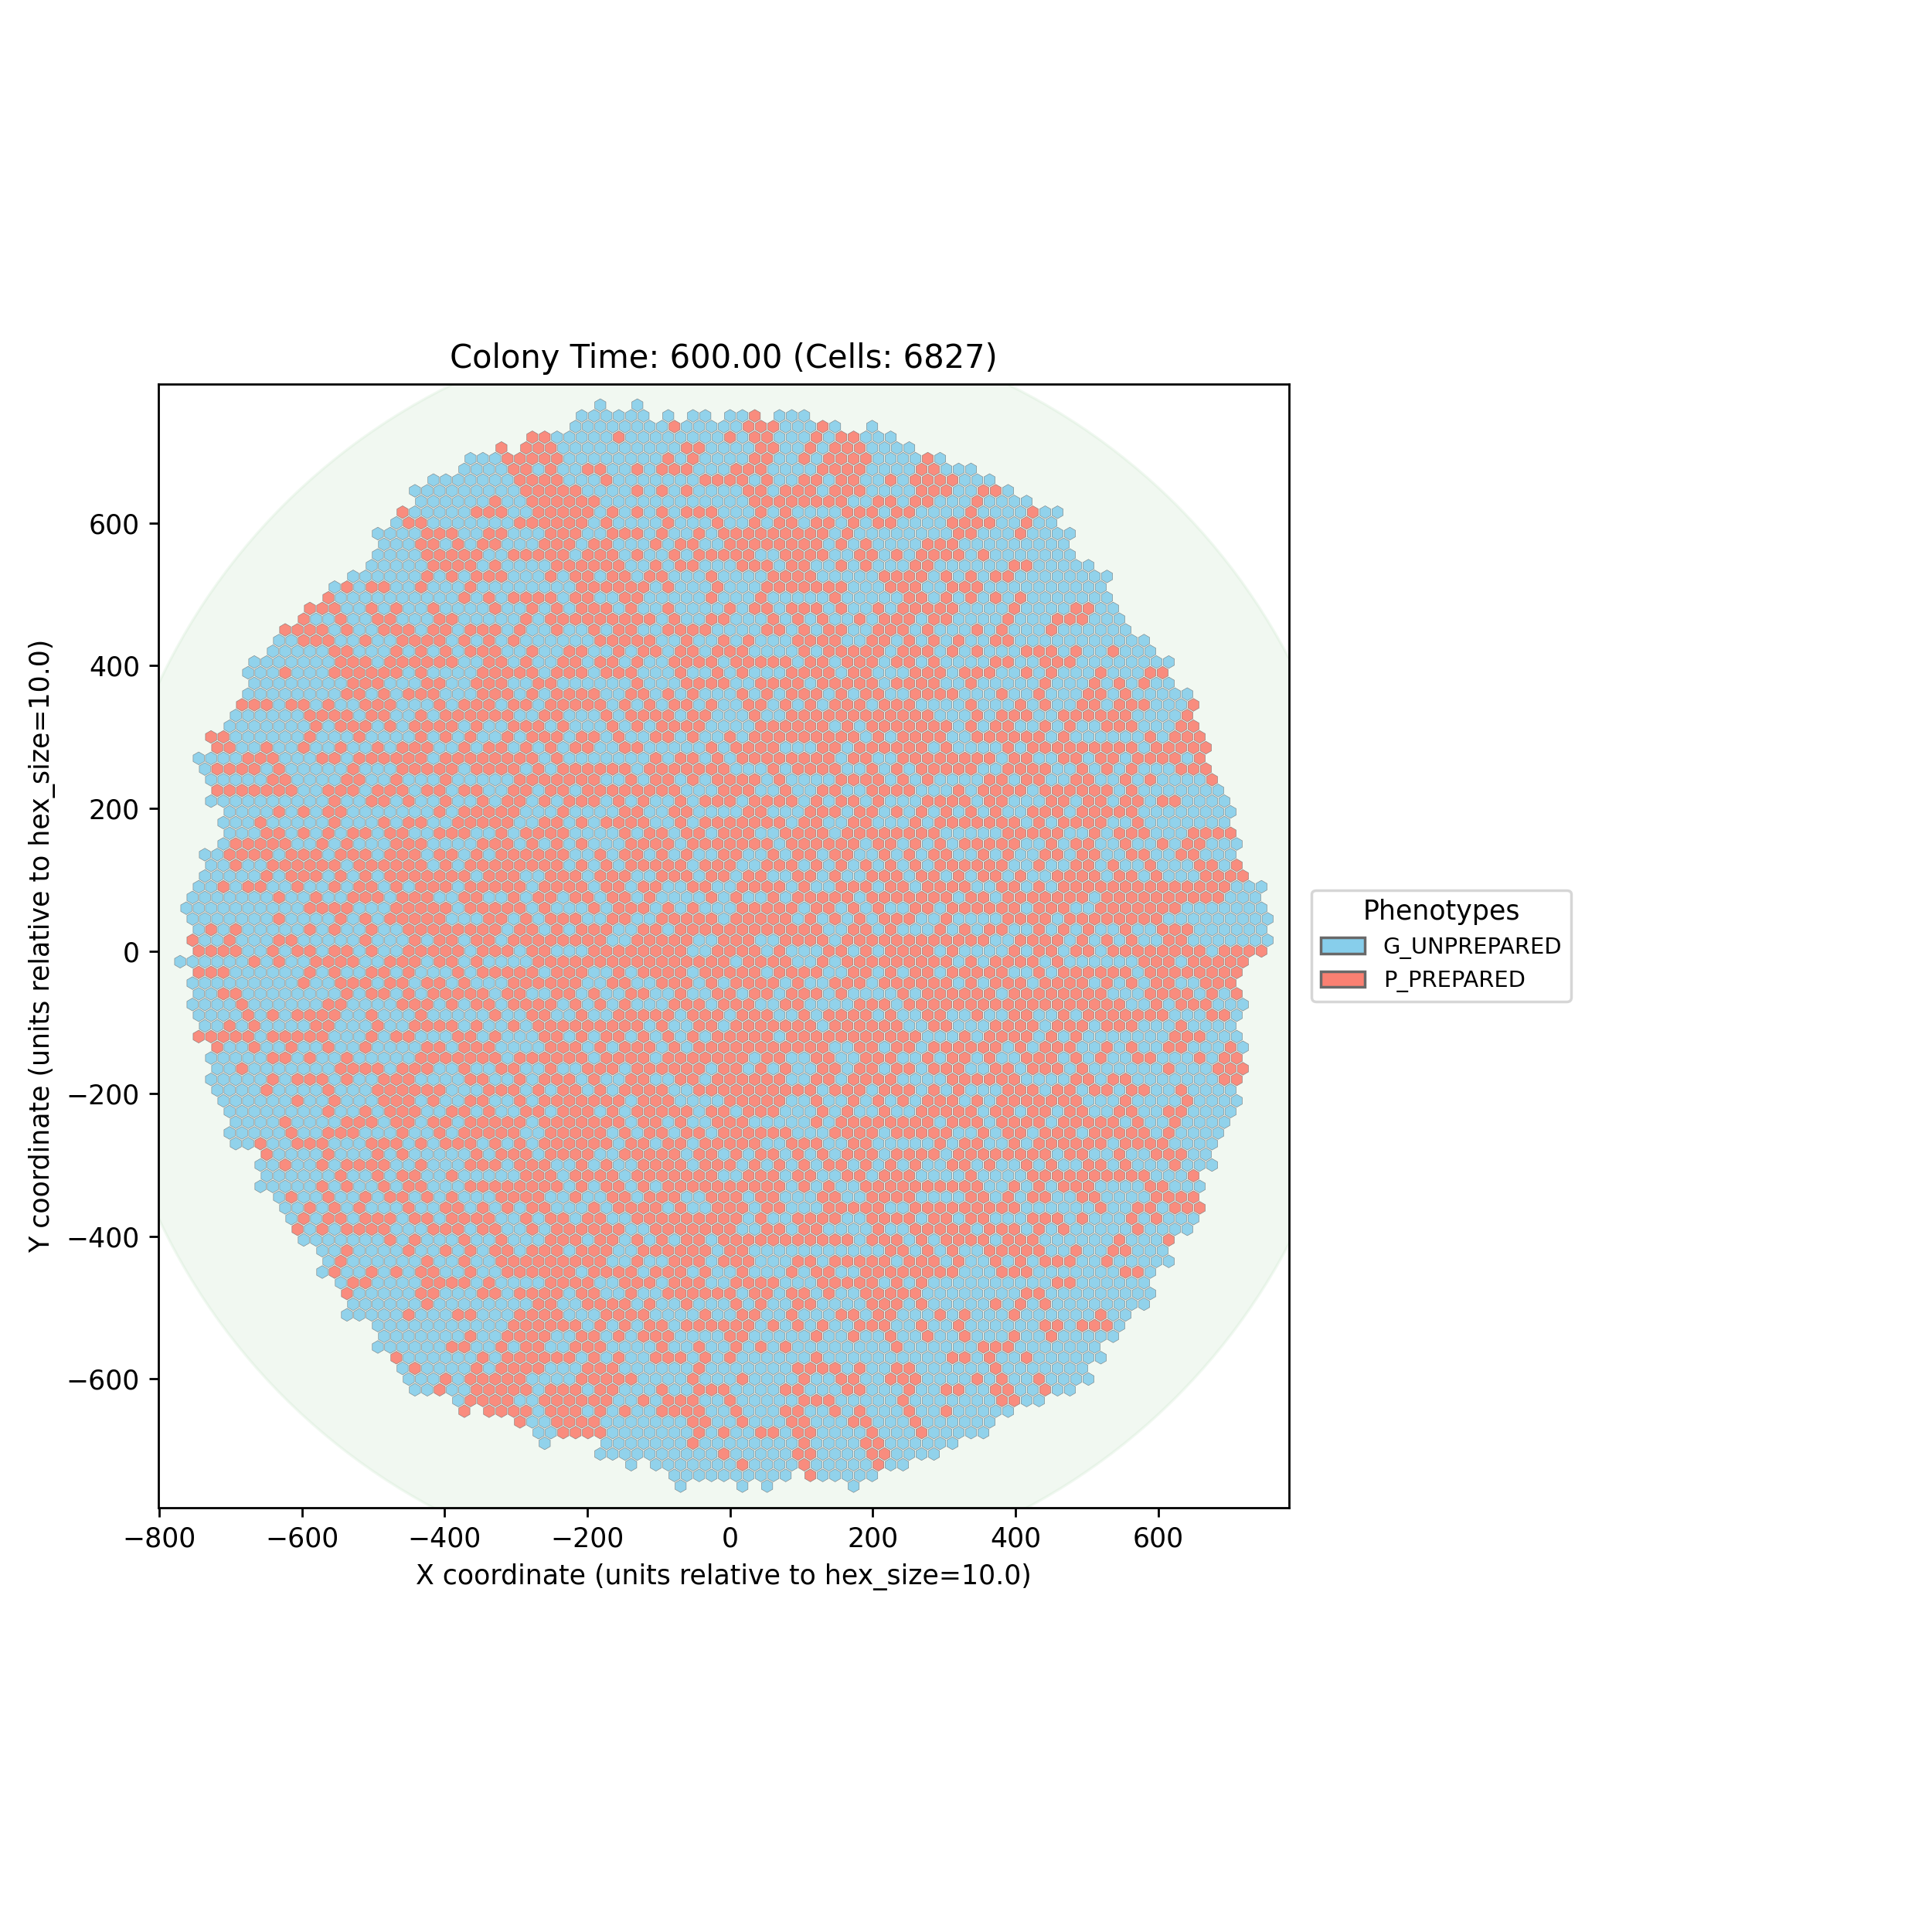 Colony Time: 600.00 (Cells: 6827)
Y coordinate (units relative to hex_size=10.0)
600
400
200
0
−200
−400
−600
−800 −600 −400 −200 0 200 400 600
X coordinate (units relative to hex_size=10.0)
Phenotypes
G_UNPREPARED
P_PREPARED